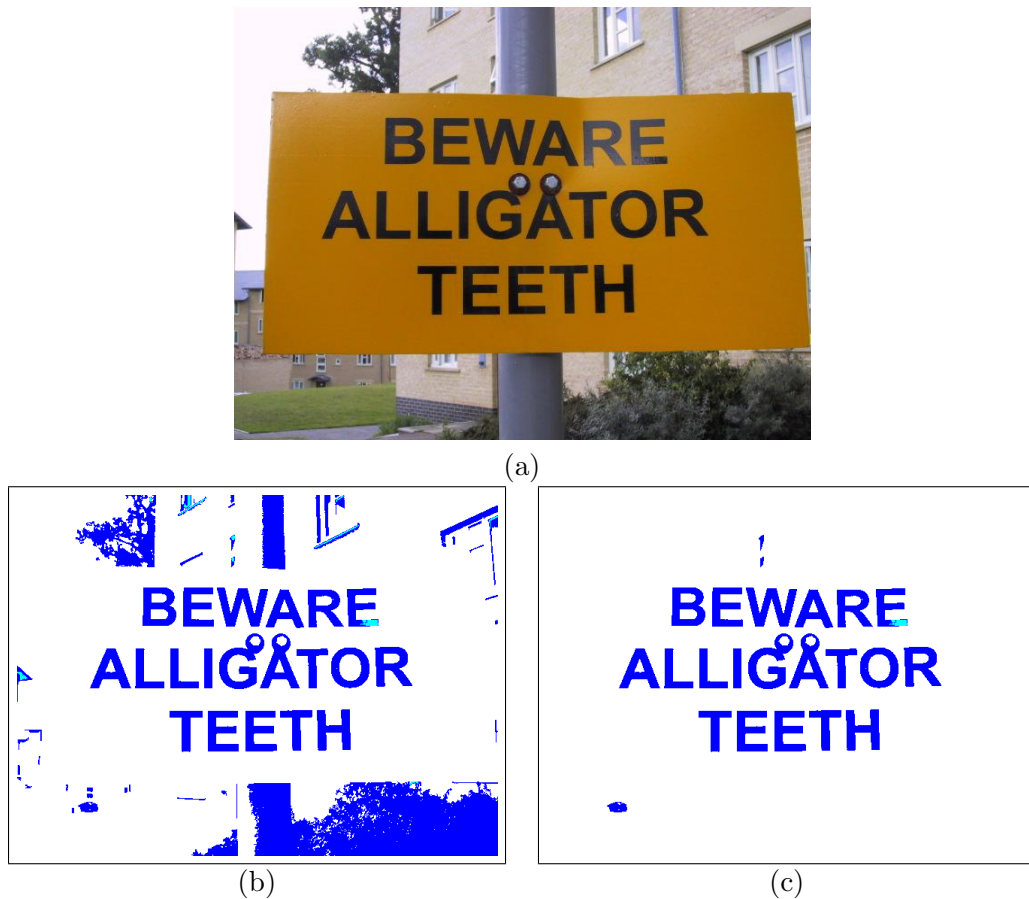 BEWARE
ALLIGATOR
TEETH
(a)
BEWARE
ALLIGATOR
TEETH
BEWARE
ALLIGATOR
TEETH
(b)
(c)